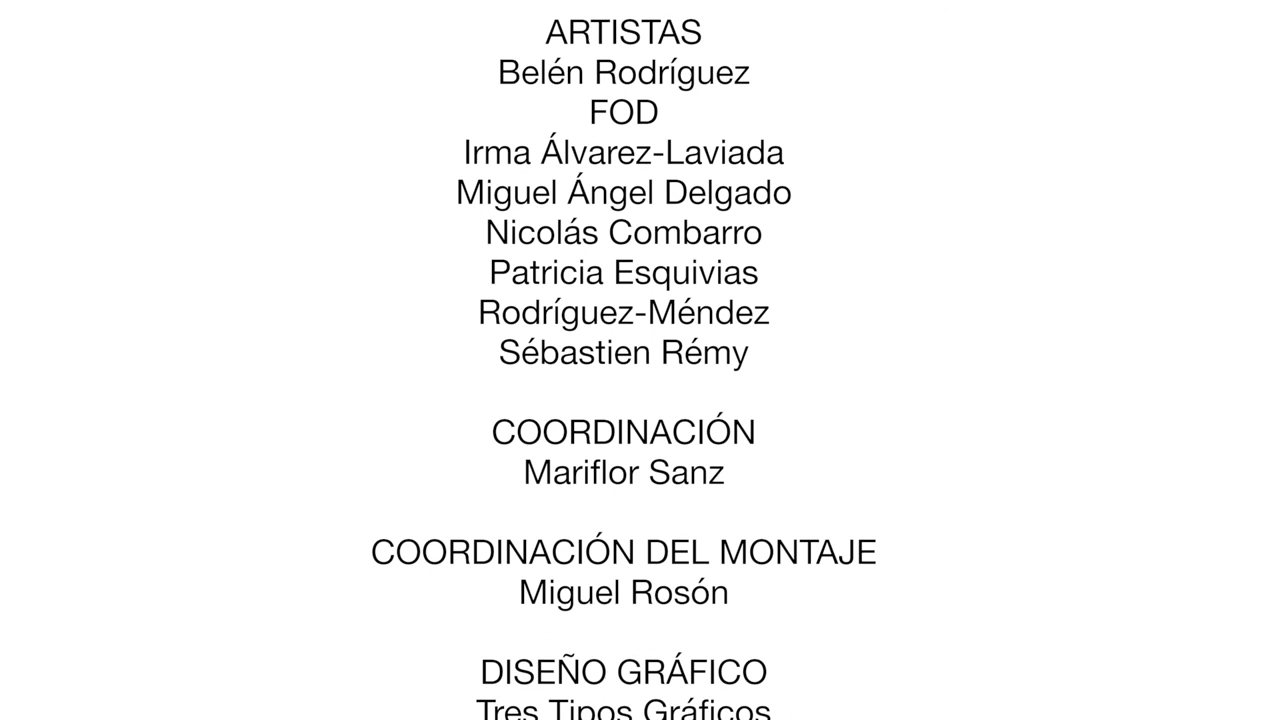 ARTISTAS
Belén Rodríguez
FOD
Irma Álvarez-Laviada
Miguel Ángel Delgado
Nicolás Combarro
Patricia Esquivias
Rodríguez-Méndez
Sébastien Rémy
COORDINACIÓN
Mariflor Sanz
COORDINACIÓN DEL MONTAJE
Miguel Rosón
DISEÑO GRÁFICO
Tres Tipos Gráficos